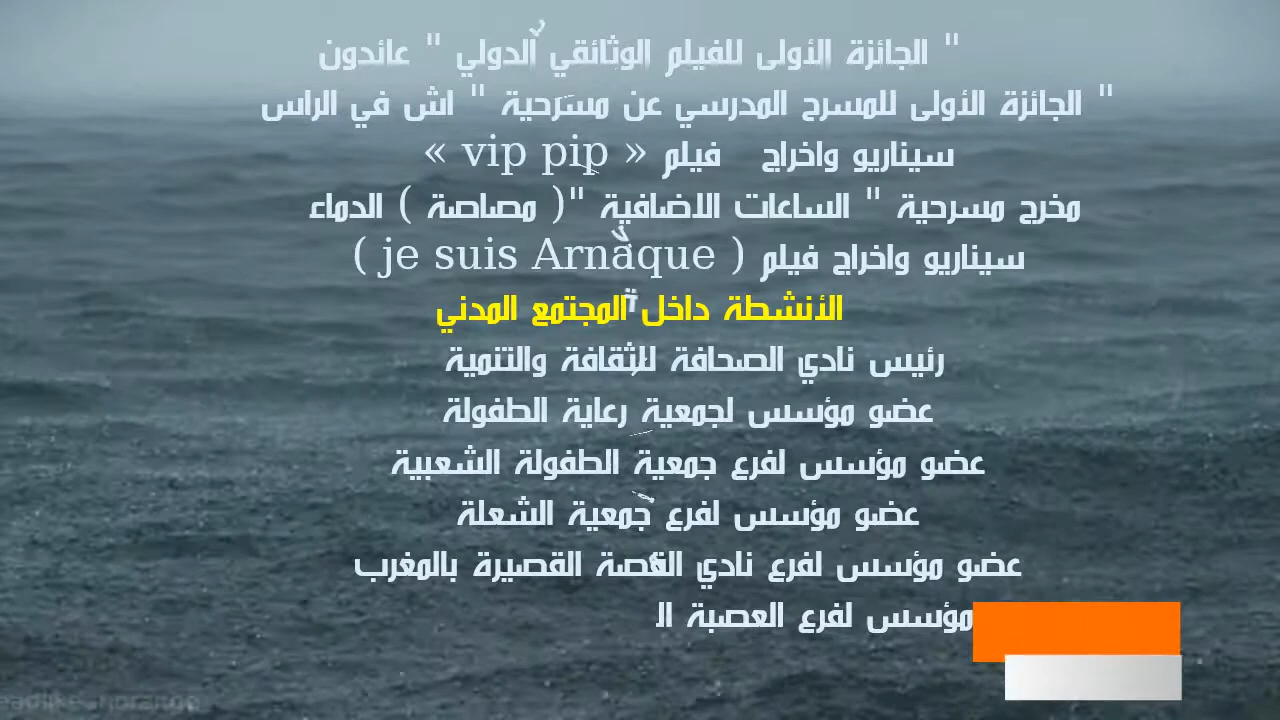 " الجائزة الأولى للفيلم الوثائقي الدولي " عائدون
" الجائزة الأولى للمسرح المدرسي عن مسرحية " اش في الراس
سيناريو واخراج فيلم « vip pip »
مخرج مسرحية " الساعات الاضافية "( مصاصة ) الدماء
سيناريو واخراج فيلم ( je suis Arnaque )
الأنشطة داخل المجتمع المدني
رئيس نادي الصحافة للثقافة والتنمية
عضو مؤسس لجمعية رعاية الطفولة
عضو مؤسس لفرع جمعية الطفولة الشعبية
عضو مؤسس لفرع جمعية الشعلة
عضو مؤسس لفرع نادي القصة القصيرة بالمغرب
مؤسس لفرع العصبة ال